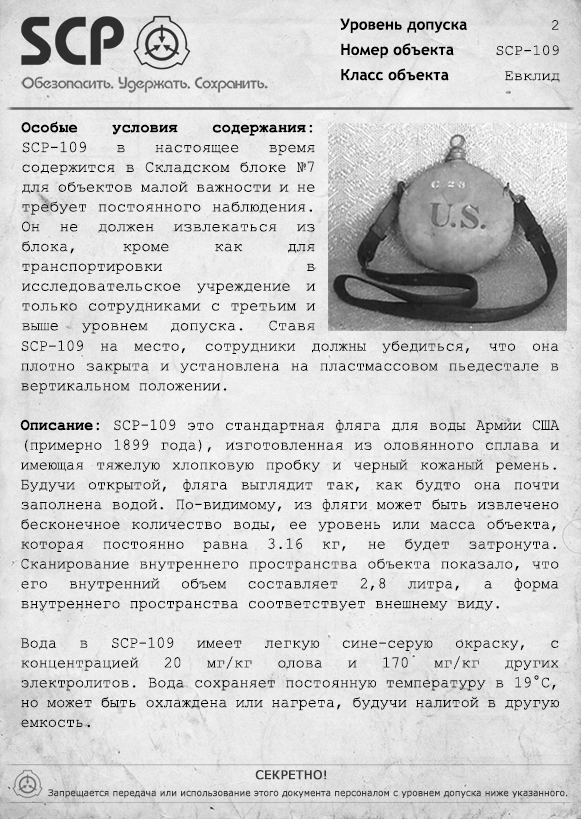 SCP
Обезопасить. Удержать. Сохранить.
Уровень допуска 2
Номер объекта SCP-109
Класс объекта Евклид
Особые условия содержания:
SCP-109 в настоящее время
содержится в Складском блоке №7
для объектов малой важности и не
требует постоянного наблюдения.
Он не должен извлекаться из
блока, кроме как для
транспортировки в
исследовательское учреждение и
только сотрудниками с третьим и
выше уровнем допуска. Ставя
C 23
U.S.
SCP-109 на место, сотрудники должны убедиться, что она
плотно закрыта и установлена на пластмассовом пьедестале в
вертикальном положении.
Описание: SCP-109 это стандартная фляга для воды Армии США
(примерно 1899 года), изготовленная из оловянного сплава и
имеющая тяжелую хлопковую пробку и черный кожаный ремень.
Будучи открытой, фляга выглядит так, как будто она почти
заполнена водой. По-видимому, из фляги может быть извлечено
бесконечное количество воды, ее уровень или масса объекта,
которая постоянно равна 3.16 кг, не будет затронута.
Сканирование внутреннего пространства объекта показало, что
его внутренний объем составляет 2,8 литра, а форма
внутреннего пространства соответствует внешнему виду.
Вода в SCP-109 имеет легкую сине-серую окраску, с
концентрацией 20 мг/кг олова и 170 мг/кг других
электролитов. Вода сохраняет постоянную температуру в 19°C,
но может быть охлаждена или нагрета, будучи налитой в другую
емкость.
СЕКРЕТНО!
Запрещается передача или использование этого документа персоналом с уровнем допуска ниже указанного.